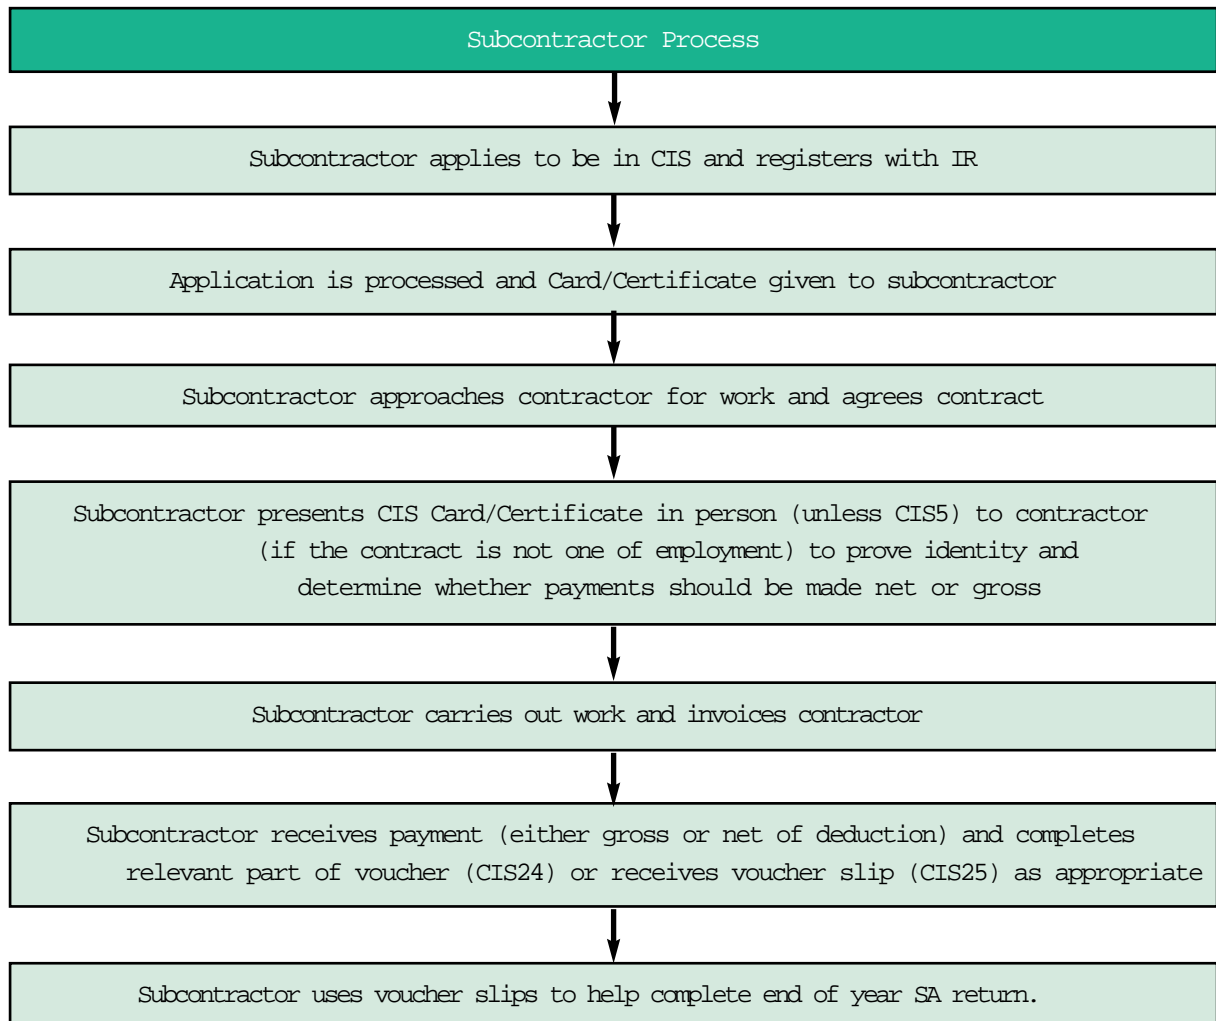 Subcontractor Process
Subcontractor applies to be in CIS and registers with IR
Application is processed and Card/Certificate given to subcontractor
Subcontractor approaches contractor for work and agrees contract
Subcontractor presents CIS Card/Certificate in person (unless CIS5) to contractor
(if the contract is not one of employment) to prove identity and
determine whether payments should be made net or gross
Subcontractor carries out work and invoices contractor
Subcontractor receives payment (either gross or net of deduction) and completes
relevant part of voucher (CIS24) or receives voucher slip (CIS25) as appropriate
Subcontractor uses voucher slips to help complete end of year SA return.